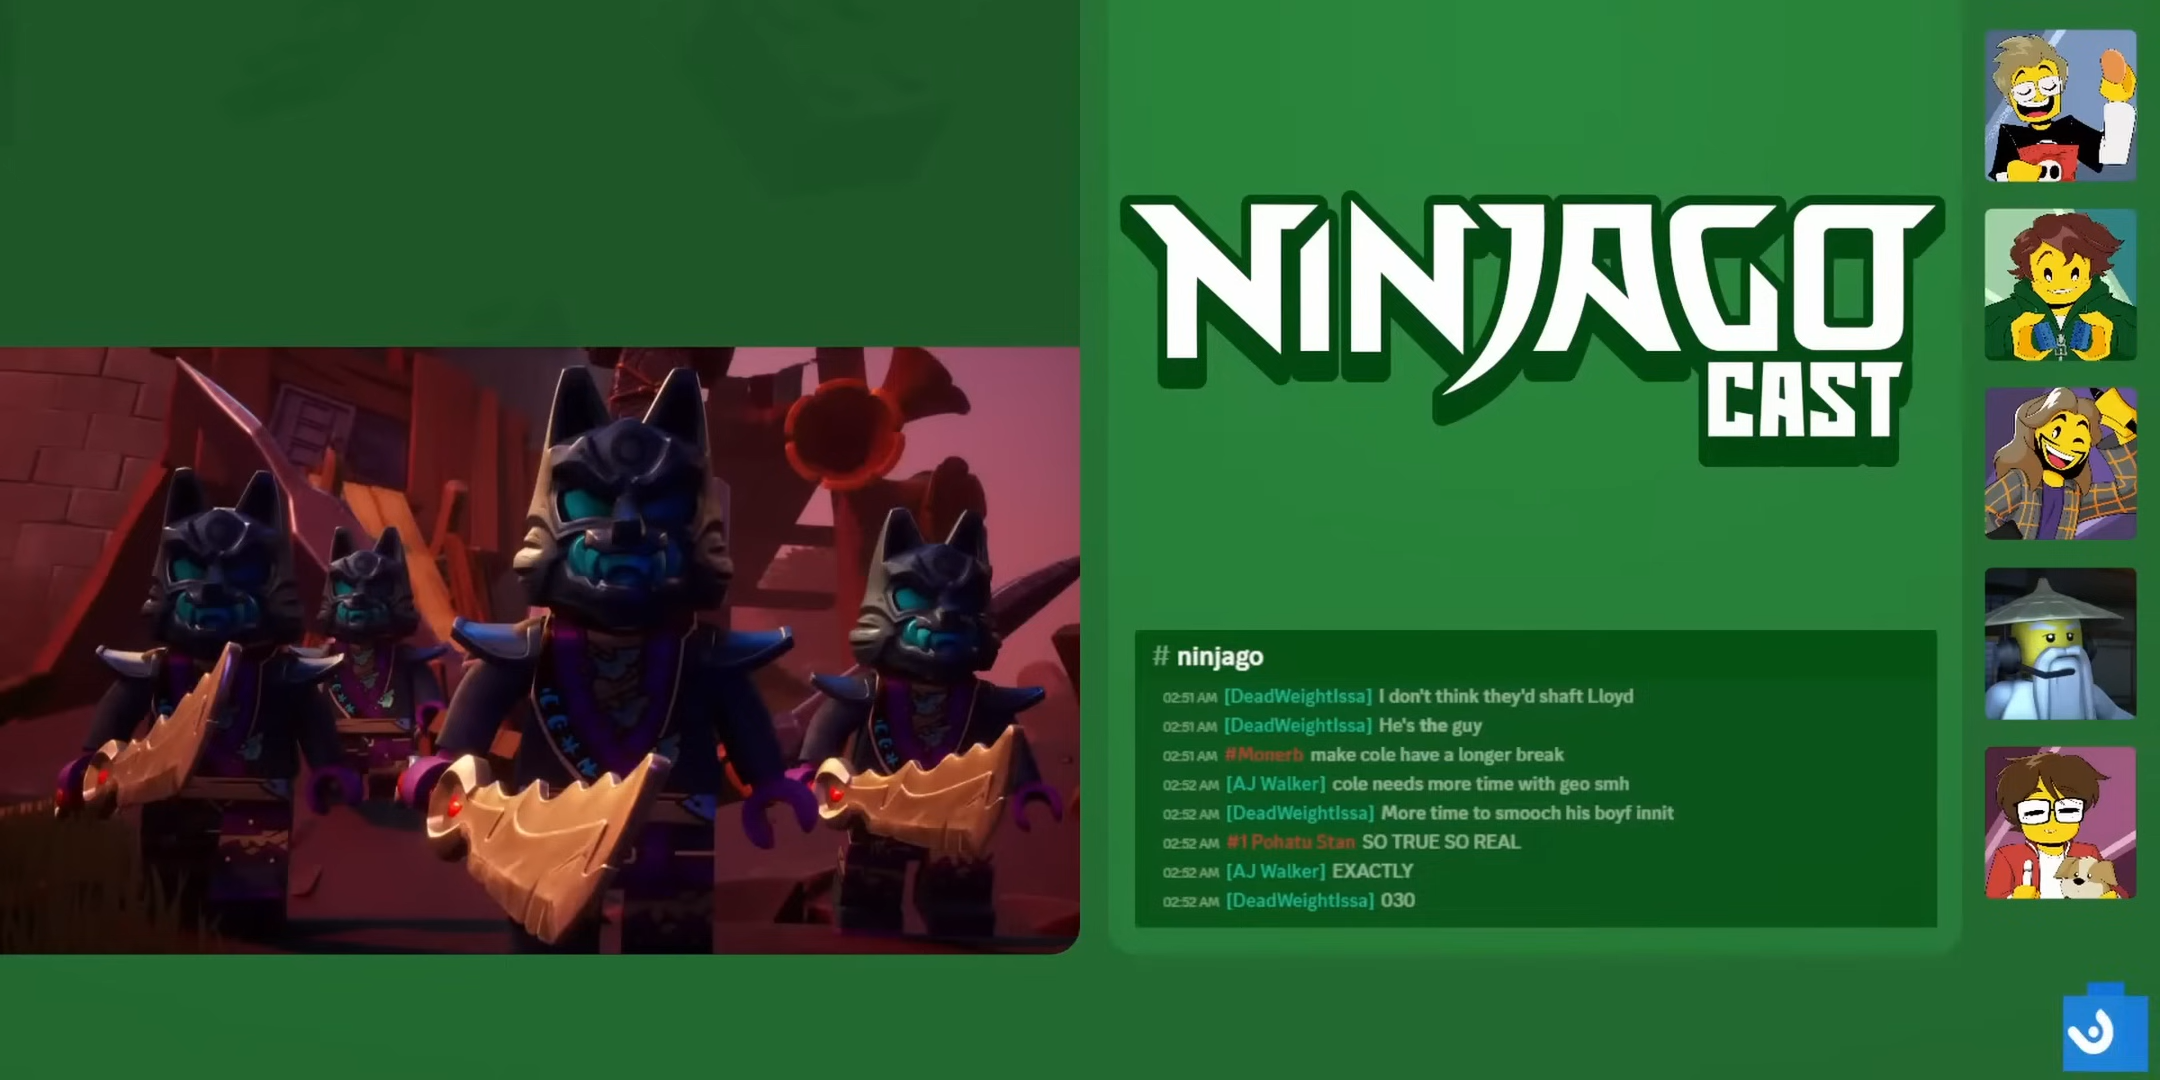 NINJAGO
CAST
# ninjago
02:51 AM [DeadWeightIssa] I don't think they'd shaft Lloyd
02:51 AM [DeadWeightIssa] He's the guy
02:51 AM #Monerb make cole have a longer break
02:52 AM [AJ Walker] cole needs more time with geo smh
02:52 AM [DeadWeightIssa] More time to smooch his boyf innit
02:52 AM #1 Pohatu Stan SO TRUE SO REAL
02:52 AM [AJ Walker] EXACTLY
02:52 AM [DeadWeightIssa] 030